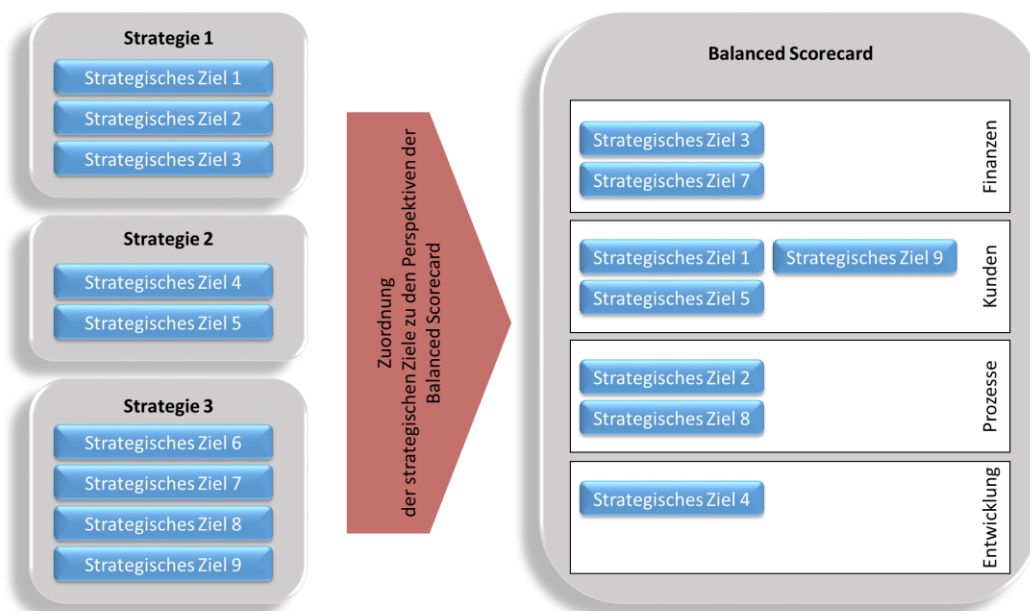 Strategie 1
Strategisches Ziel 1
Strategisches Ziel 2
Strategisches Ziel 3
Strategie 2
Strategisches Ziel 4
Strategisches Ziel 5
Strategie 3
Strategisches Ziel 6
Strategisches Ziel 7
Strategisches Ziel 8
Strategisches Ziel 9
Zuordnung
der strategischen Ziele zu den Perspektiven der
Balanced Scorecard
Balanced Scorecard
Strategisches Ziel 3
Strategisches Ziel 7
Finanzen
Strategisches Ziel 1
Strategisches Ziel 9
Strategisches Ziel 5
Kunden
Strategisches Ziel 2
Strategisches Ziel 8
Prozesse
Strategisches Ziel 4
Entwicklung